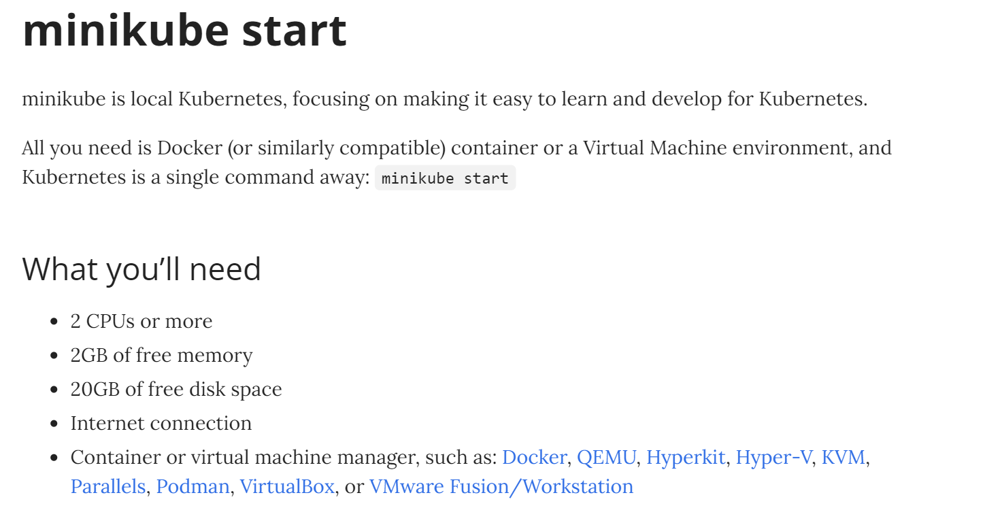 minikube start
minikube is local Kubernetes, focusing on making it easy to learn and develop for Kubernetes.
All you need is Docker (or similarly compatible) container or a Virtual Machine environment, and
Kubernetes is a single command away: minikube start
What you’ll need
• 2 CPUs or more
• 2GB of free memory
• 20GB of free disk space
• Internet connection
• Container or virtual machine manager, such as: Docker, QEMU, Hyperkit, Hyper-V, KVM,
Parallels, Podman, VirtualBox, or VMware Fusion/Workstation